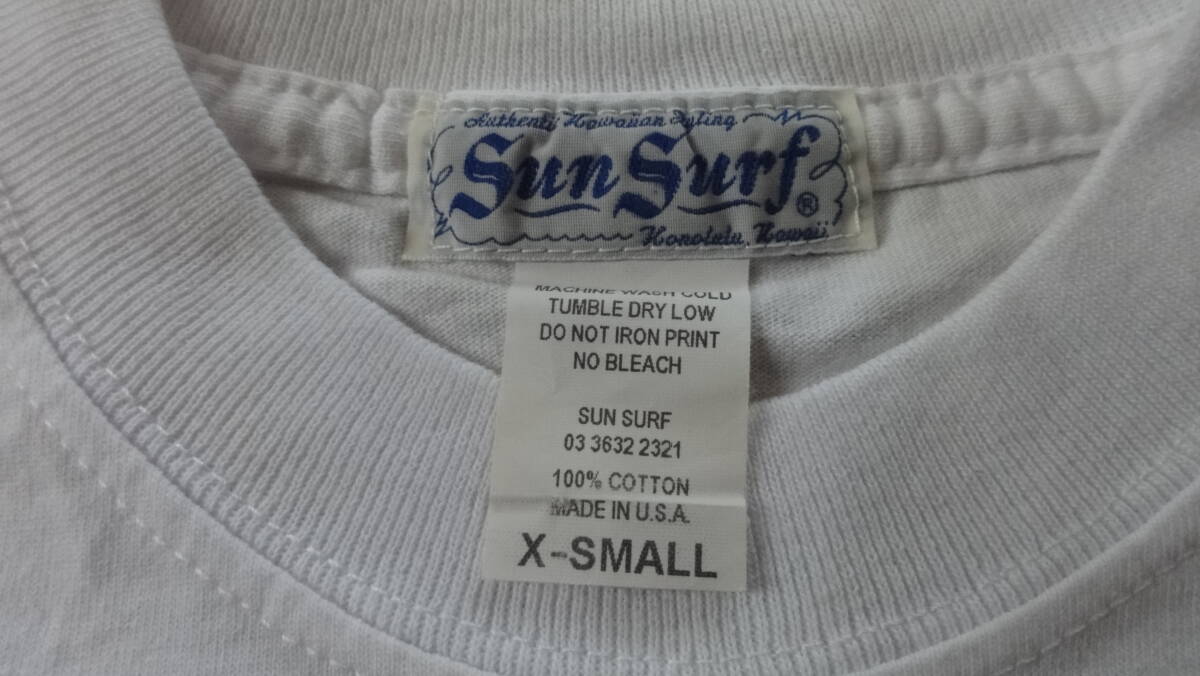 Authentic Hawaiian Styling
Sun Surf ®
Honolulu, Hawaii
MACHINE WASH COLD
TUMBLE DRY LOW
DO NOT IRON PRINT
NO BLEACH
SUN SURF
03 3632 2321
100% COTTON
MADE IN U.S.A.
X-SMALL